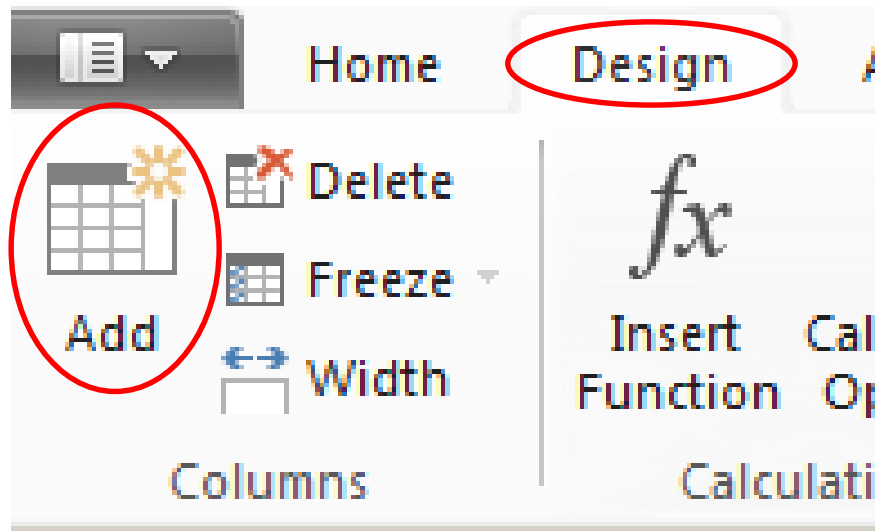 Home Design
Delete
Freeze
Add
Width
Insert
Function
Columns